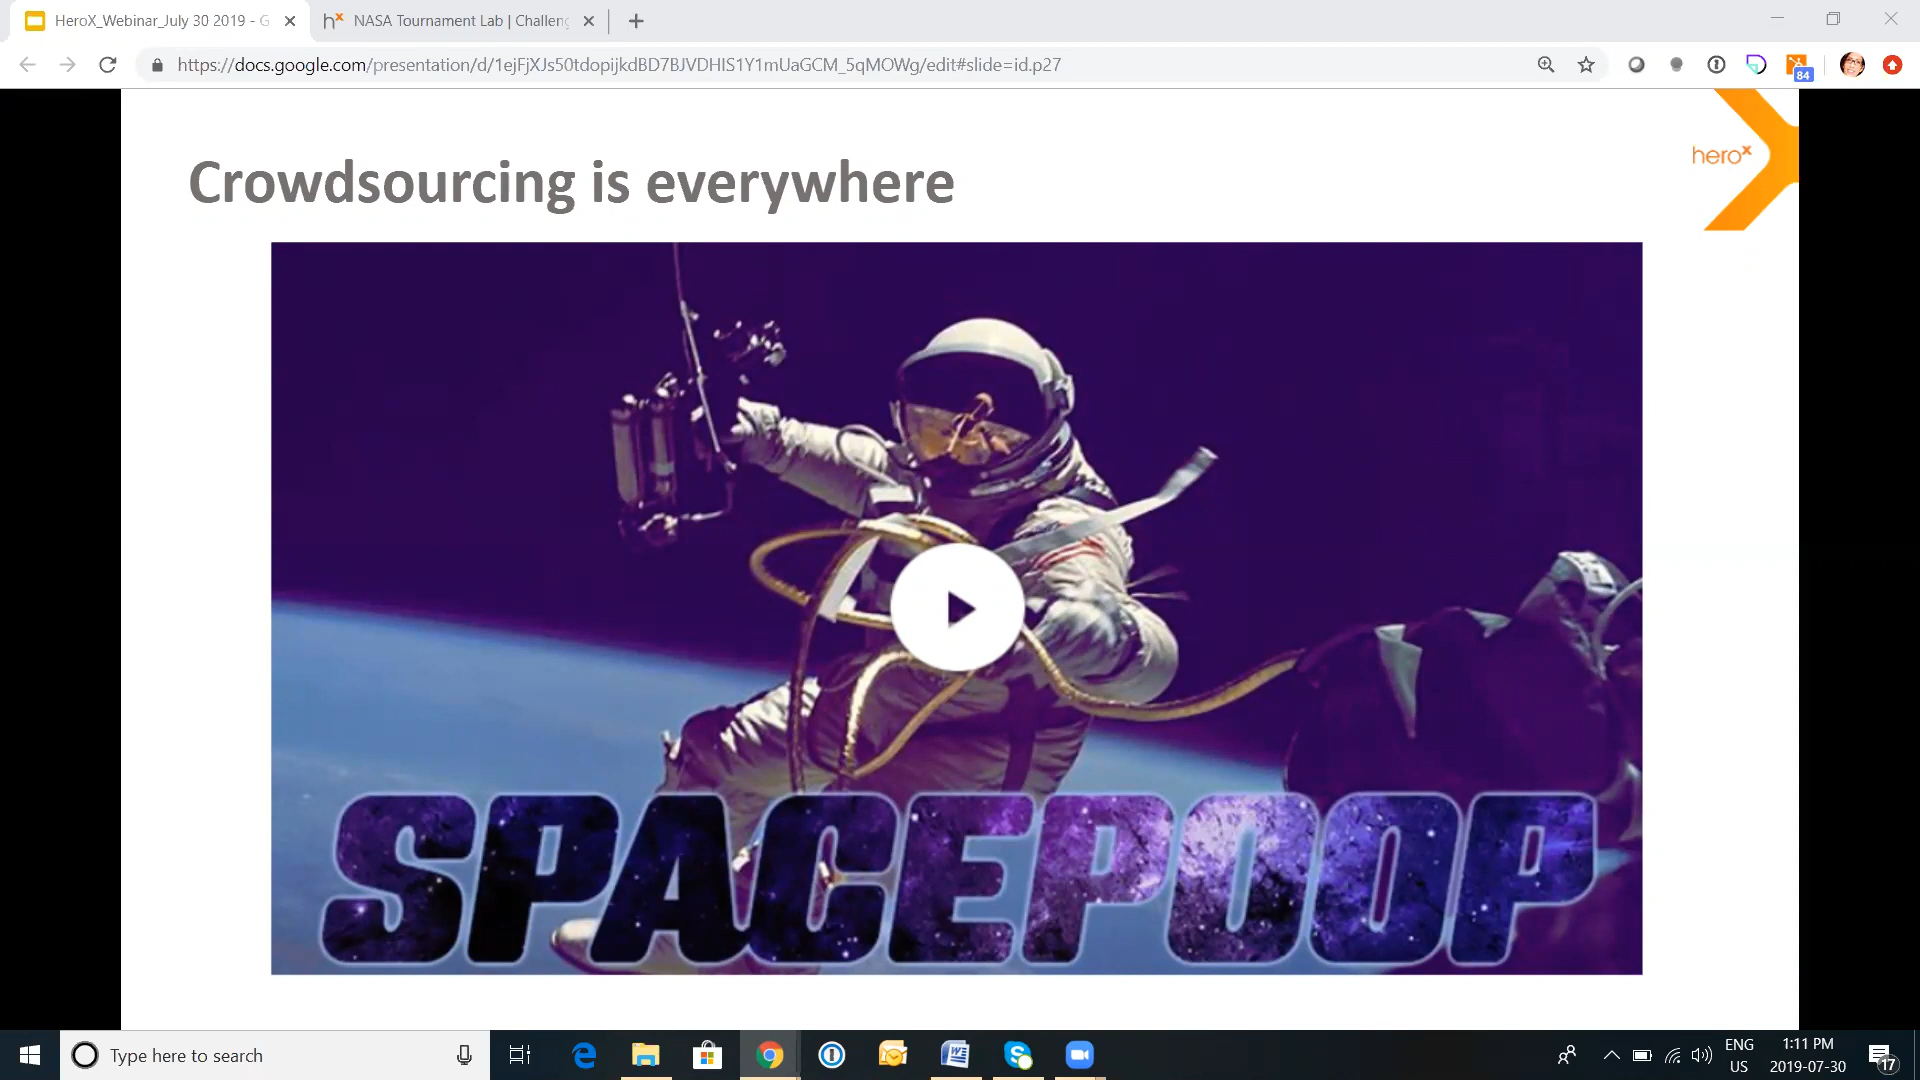 HeroX_Webinar_July 30 2019 - G
hx NASA Tournament Lab | Challeng
https://docs.google.com/presentation/d/1ejFjXJs50tdopijkdBD7BJVDHIS1Y1mUaGCM_5qMOWg/edit#slide=id.p27
84
herox
Crowdsourcing is everywhere
SPACEPOOP
Type here to search
ENG
US
1:11 PM
2019-07-30
17